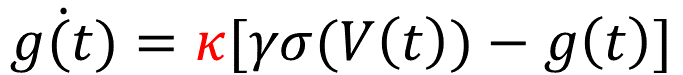 ġ(t) = κ[γσ(V(t)) − g(t)]